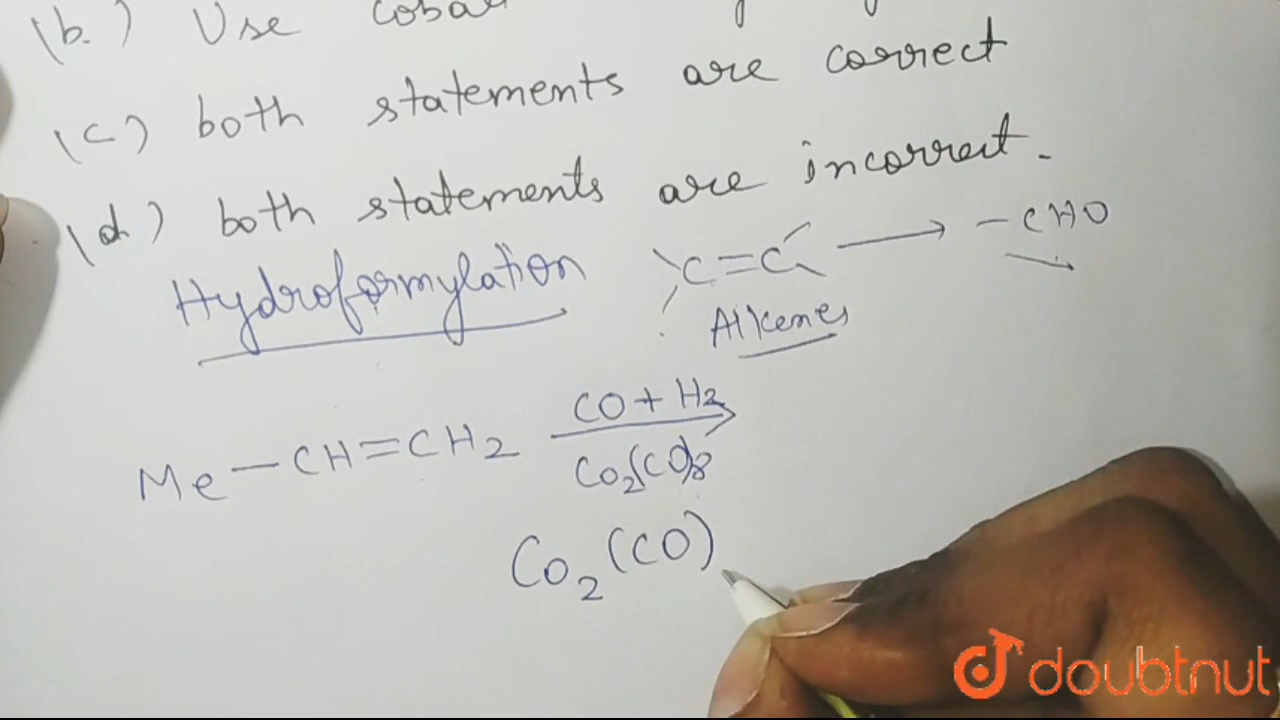 (b.) Use
(c) both statements are correct
(d.) both statements are incorrect.
Hydroformylation C=C → -CHO
Alkenes
Me-CH=CH2 CO+H2
Co2(CO)8
Co2(CO)
doubtnut